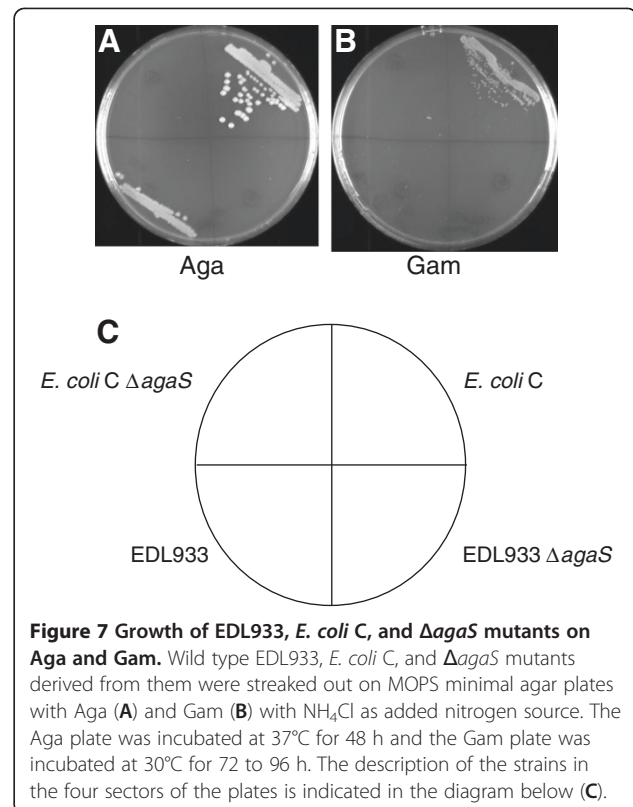 A
B
Aga
Gam
C
E. coli C ΔagaS
E. coli C
EDL933
EDL933 ΔagaS
Figure 7 Growth of EDL933, E. coli C, and ΔagaS mutants on
Aga and Gam. Wild type EDL933, E. coli C, and ΔagaS mutants
derived from them were streaked out on MOPS minimal agar plates
with Aga (A) and Gam (B) with NH₄Cl as added nitrogen source. The
Aga plate was incubated at 37°C for 48 h and the Gam plate was
incubated at 30°C for 72 to 96 h. The description of the strains in
the four sectors of the plates is indicated in the diagram below (C).